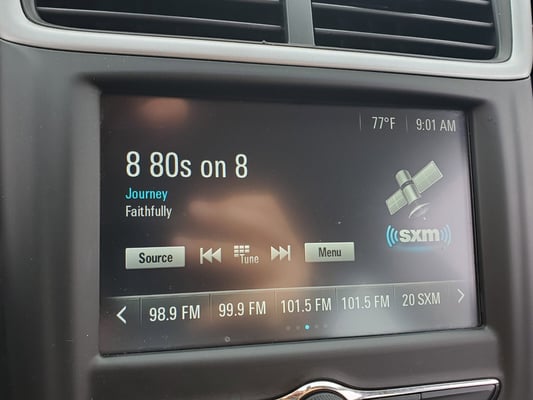 77°F 9:01 AM
8 80s on 8
Journey
Faithfully
sxm
Source Tune Menu
98.9 FM 99.9 FM 101.5 FM 101.5 FM 20 SXM